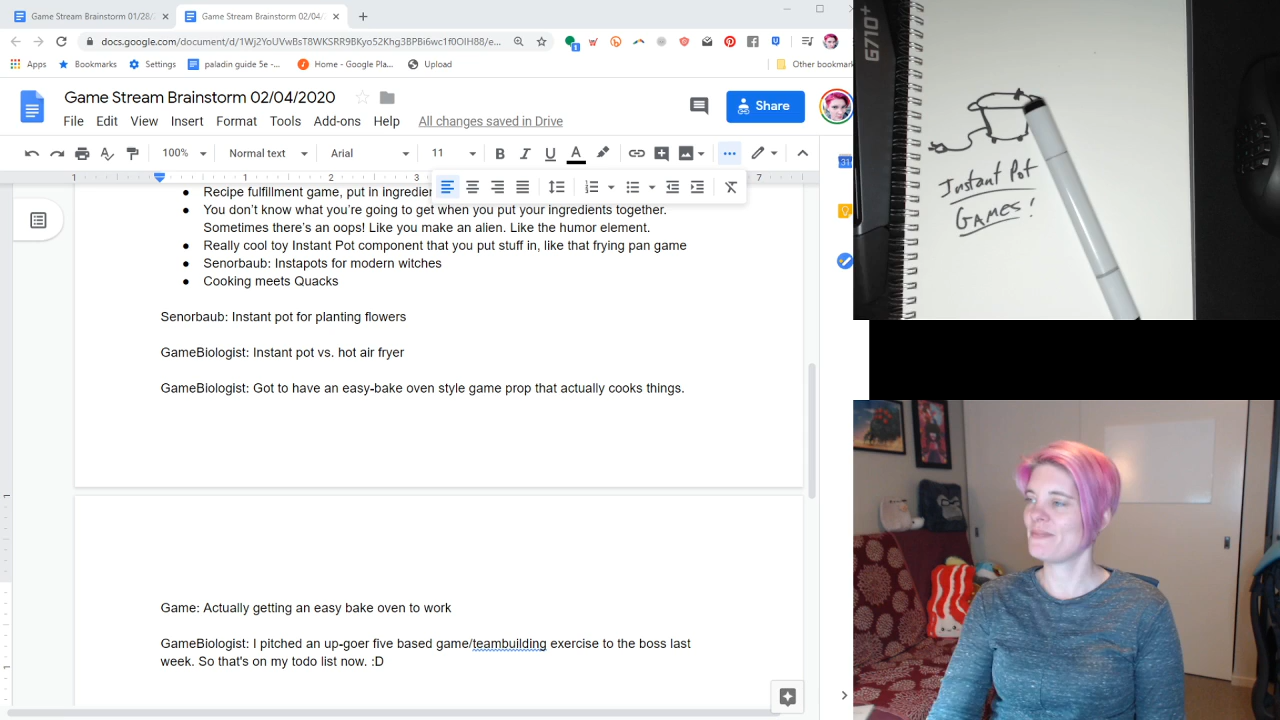 Game Stream Brainstorm 01/28/
Game Stream Brainstorm 02/04/
docs.google.com/document/d/1Wj2YoUVwBsT8WKSRR9BKyo52Khg3BPBi6wc1f0OIH88/e...
Apps
Bookmarks
Settings
paladin guide 5e -...
Home - Google Pla...
Upload
Other bookmar
Game Stream Brainstorm 02/04/2020
Share
File Edit View Insert Format Tools Add-ons Help All changes saved in Drive
100% Normal text Arial 11 B I U A
1 1 2 3 7
● Recipe fulfillment game, put in ingredien
● You don’t know what you’re going to get when you put your ingredients together.
Sometimes there’s an oops! Like you make an alien. Like the humor element.
● Really cool toy Instant Pot component that you put stuff in, like that frying pan game
● Senorbaub: Instapots for modern witches
● Cooking meets Quacks
Senorbaub: Instant pot for planting flowers
GameBiologist: Instant pot vs. hot air fryer
GameBiologist: Got to have an easy-bake oven style game prop that actually cooks things.
Game: Actually getting an easy bake oven to work
GameBiologist: I pitched an up-goer five based game/teambuilding exercise to the boss last
week. So that's on my todo list now. :D
G710+
Instant Pot
GAMES!
31